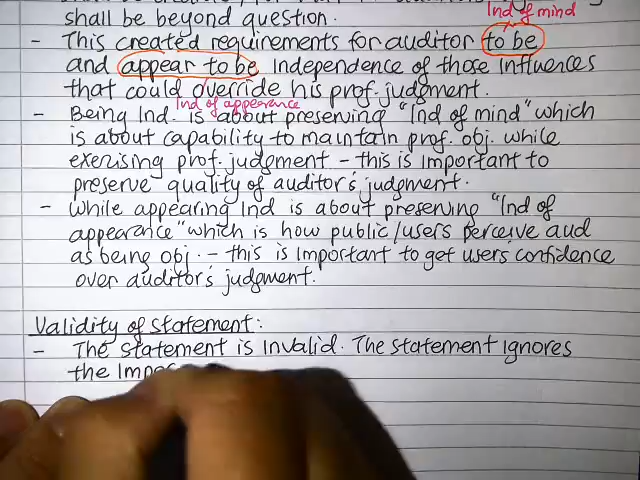 shall be beyond question.
Ind of mind
- This created requirements for auditor to be
and appear to be independence of those influences
that could override his prof. judgment.
Ind of appearance
- Being Ind. is about preserving "Ind of mind" which
is about capability to maintain prof. obj. while
exerising prof. judgment - this is important to
preserve quality of auditor's judgment.
- While appearing Ind is about preserving "Ind of
appearance" which is how public/users perceive aud
as being obj. - this is important to get users' confidence
over auditor's judgment.
Validity of statement:
- The statement is invalid. The statement ignores
the